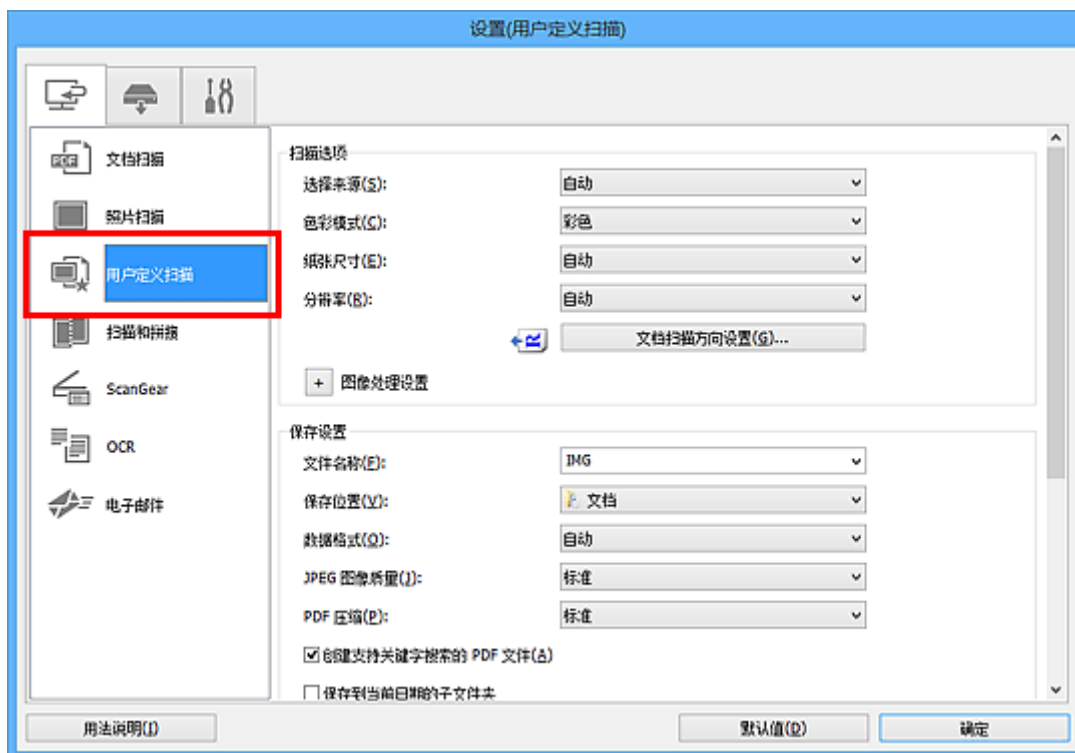 设置(用户定义扫描)
PDF
文档扫描
照片扫描
用户定义扫描
扫描和拼接
ScanGear
OCR
电子邮件
扫描选项
选择来源(S): 自动
色彩模式(C): 彩色
纸张尺寸(E): 自动
分辨率(R): 自动
文档扫描方向设置(G)...
+ 图像处理设置
保存设置
文件名称(F): IMG
保存位置(V): 文档
数据格式(O): 自动
JPEG 图像质量(J): 标准
PDF 压缩(P): 标准
创建支持关键字搜索的 PDF 文件(A)
保存到当前日期的子文件夹
用法说明(I) 默认值(D) 确定